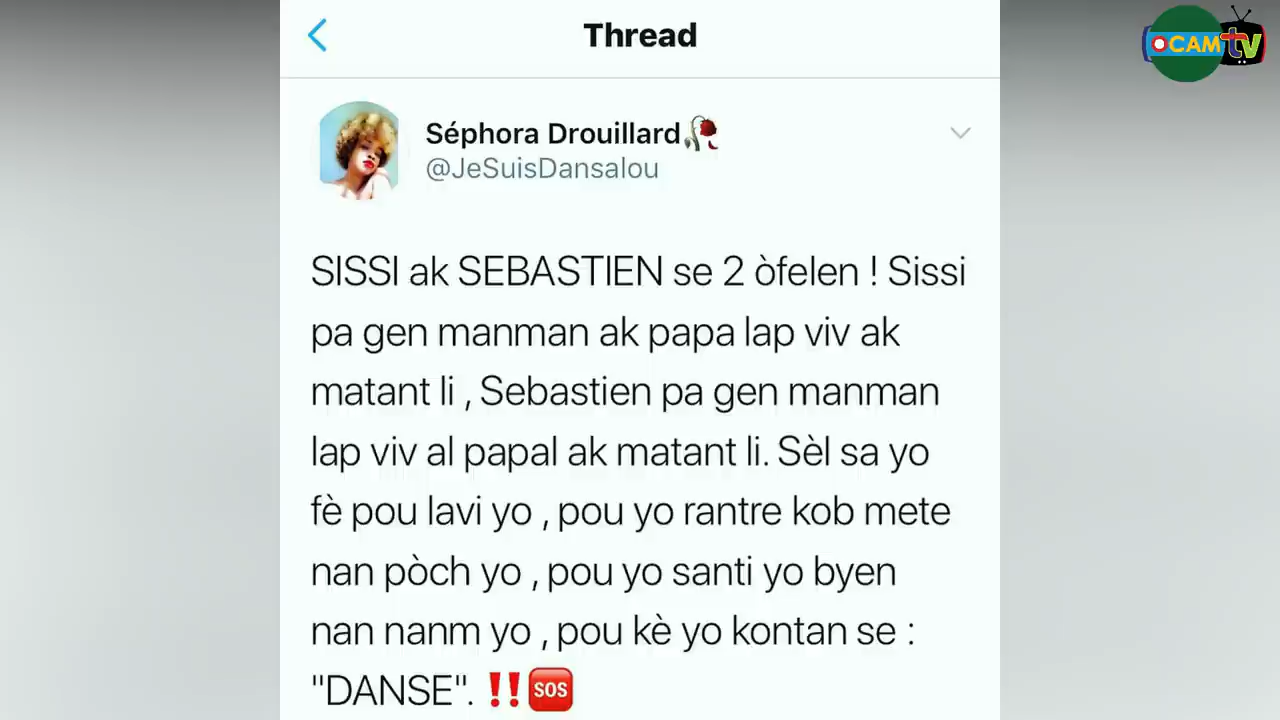 OCAM tv
Thread
Séphora Drouillard🥀
@JeSuisDansalou
SISSI ak SEBASTIEN se 2 òfelen ! Sissi
pa gen manman ak papa lap viv ak
matant li , Sebastien pa gen manman
lap viv al papal ak matant li. Sèl sa yo
fè pou lavi yo , pou yo rantre kob mete
nan pòch yo , pou yo santi yo byen
nan nanm yo , pou kè yo kontan se :
"DANSE". ‼️🆘